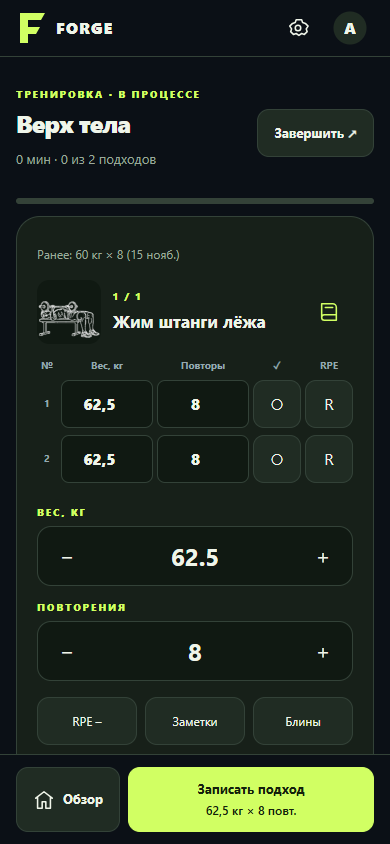 FORGE
A
ТРЕНИРОВКА · В ПРОЦЕССЕ
Верх тела
0 мин · 0 из 2 подходов
Завершить ↗
Ранее: 60 кг × 8 (15 нояб.)
1 / 1
Жим штанги лёжа
№ Вес, кг Повторы ✓ RPE
1 62,5 8 O R
2 62,5 8 O R
ВЕС, КГ
− 62.5 +
ПОВТОРЕНИЯ
− 8 +
RPE – Заметки Блины
Обзор
Записать подход
62,5 кг × 8 повт.